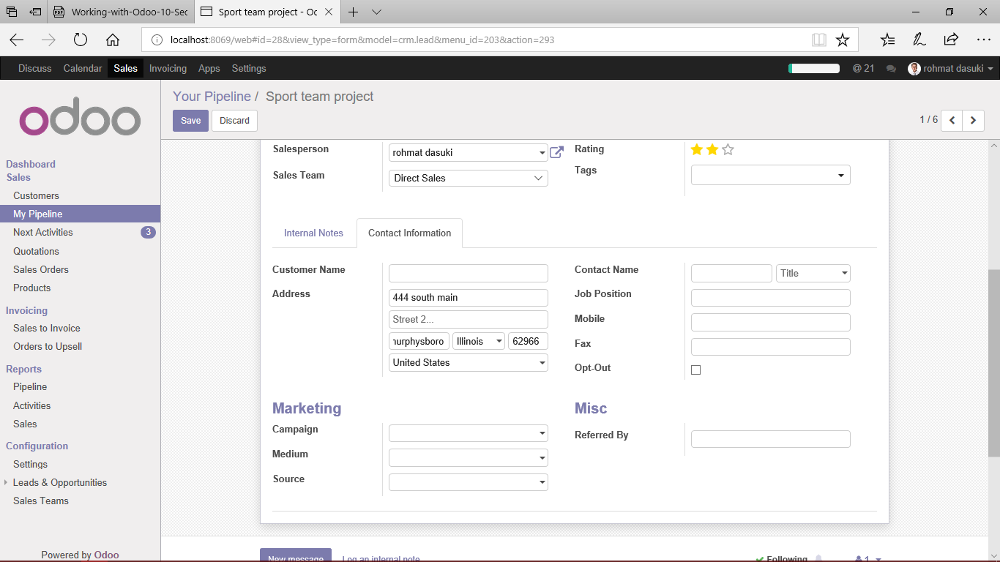 Working-with-Odoo-10-Sec
Sport team project - Oc
localhost:8069/web#id=28&view_type=form&model=crm.lead&menu_id=203&action=293
Discuss Calendar Sales Invoicing Apps Settings @ 21 rohmat dasuki
odoo
Your Pipeline / Sport team project
Save Discard 1 / 6
Dashboard
Sales
Customers
My Pipeline
Next Activities 3
Quotations
Sales Orders
Products
Invoicing
Sales to Invoice
Orders to Upsell
Reports
Pipeline
Activities
Sales
Configuration
Settings
Leads & Opportunities
Sales Teams
Powered by Odoo
Salesperson rohmat dasuki Rating
Sales Team Direct Sales Tags
Internal Notes Contact Information
Customer Name Contact Name Title
Address 444 south main Job Position
Street 2... Mobile
nurphysboro Illinois 62966 Fax
United States Opt-Out
Marketing Misc
Campaign Referred By
Medium
Source
New message Log an internal note Following 1